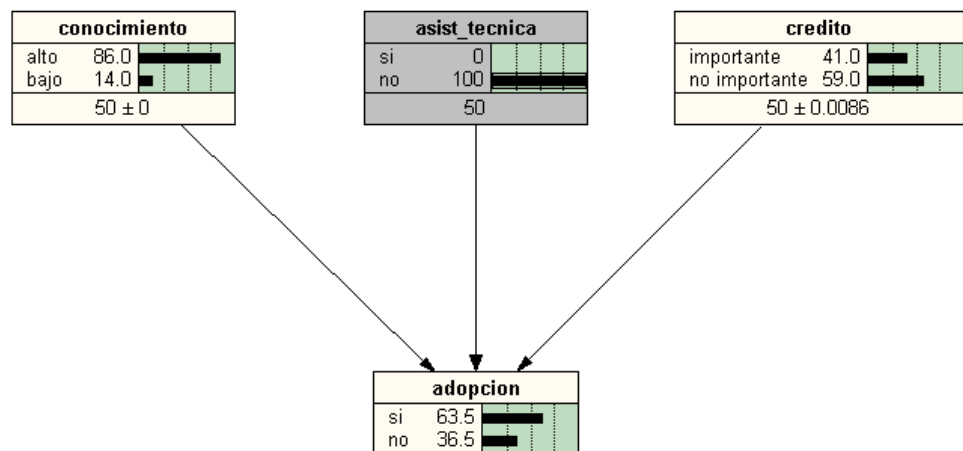 conocimiento
alto 86.0
bajo 14.0
50 ± 0
asist_tecnica
si 0
no 100
50
credito
importante 41.0
no importante 59.0
50 ± 0.0086
adopcion
si 63.5
no 36.5